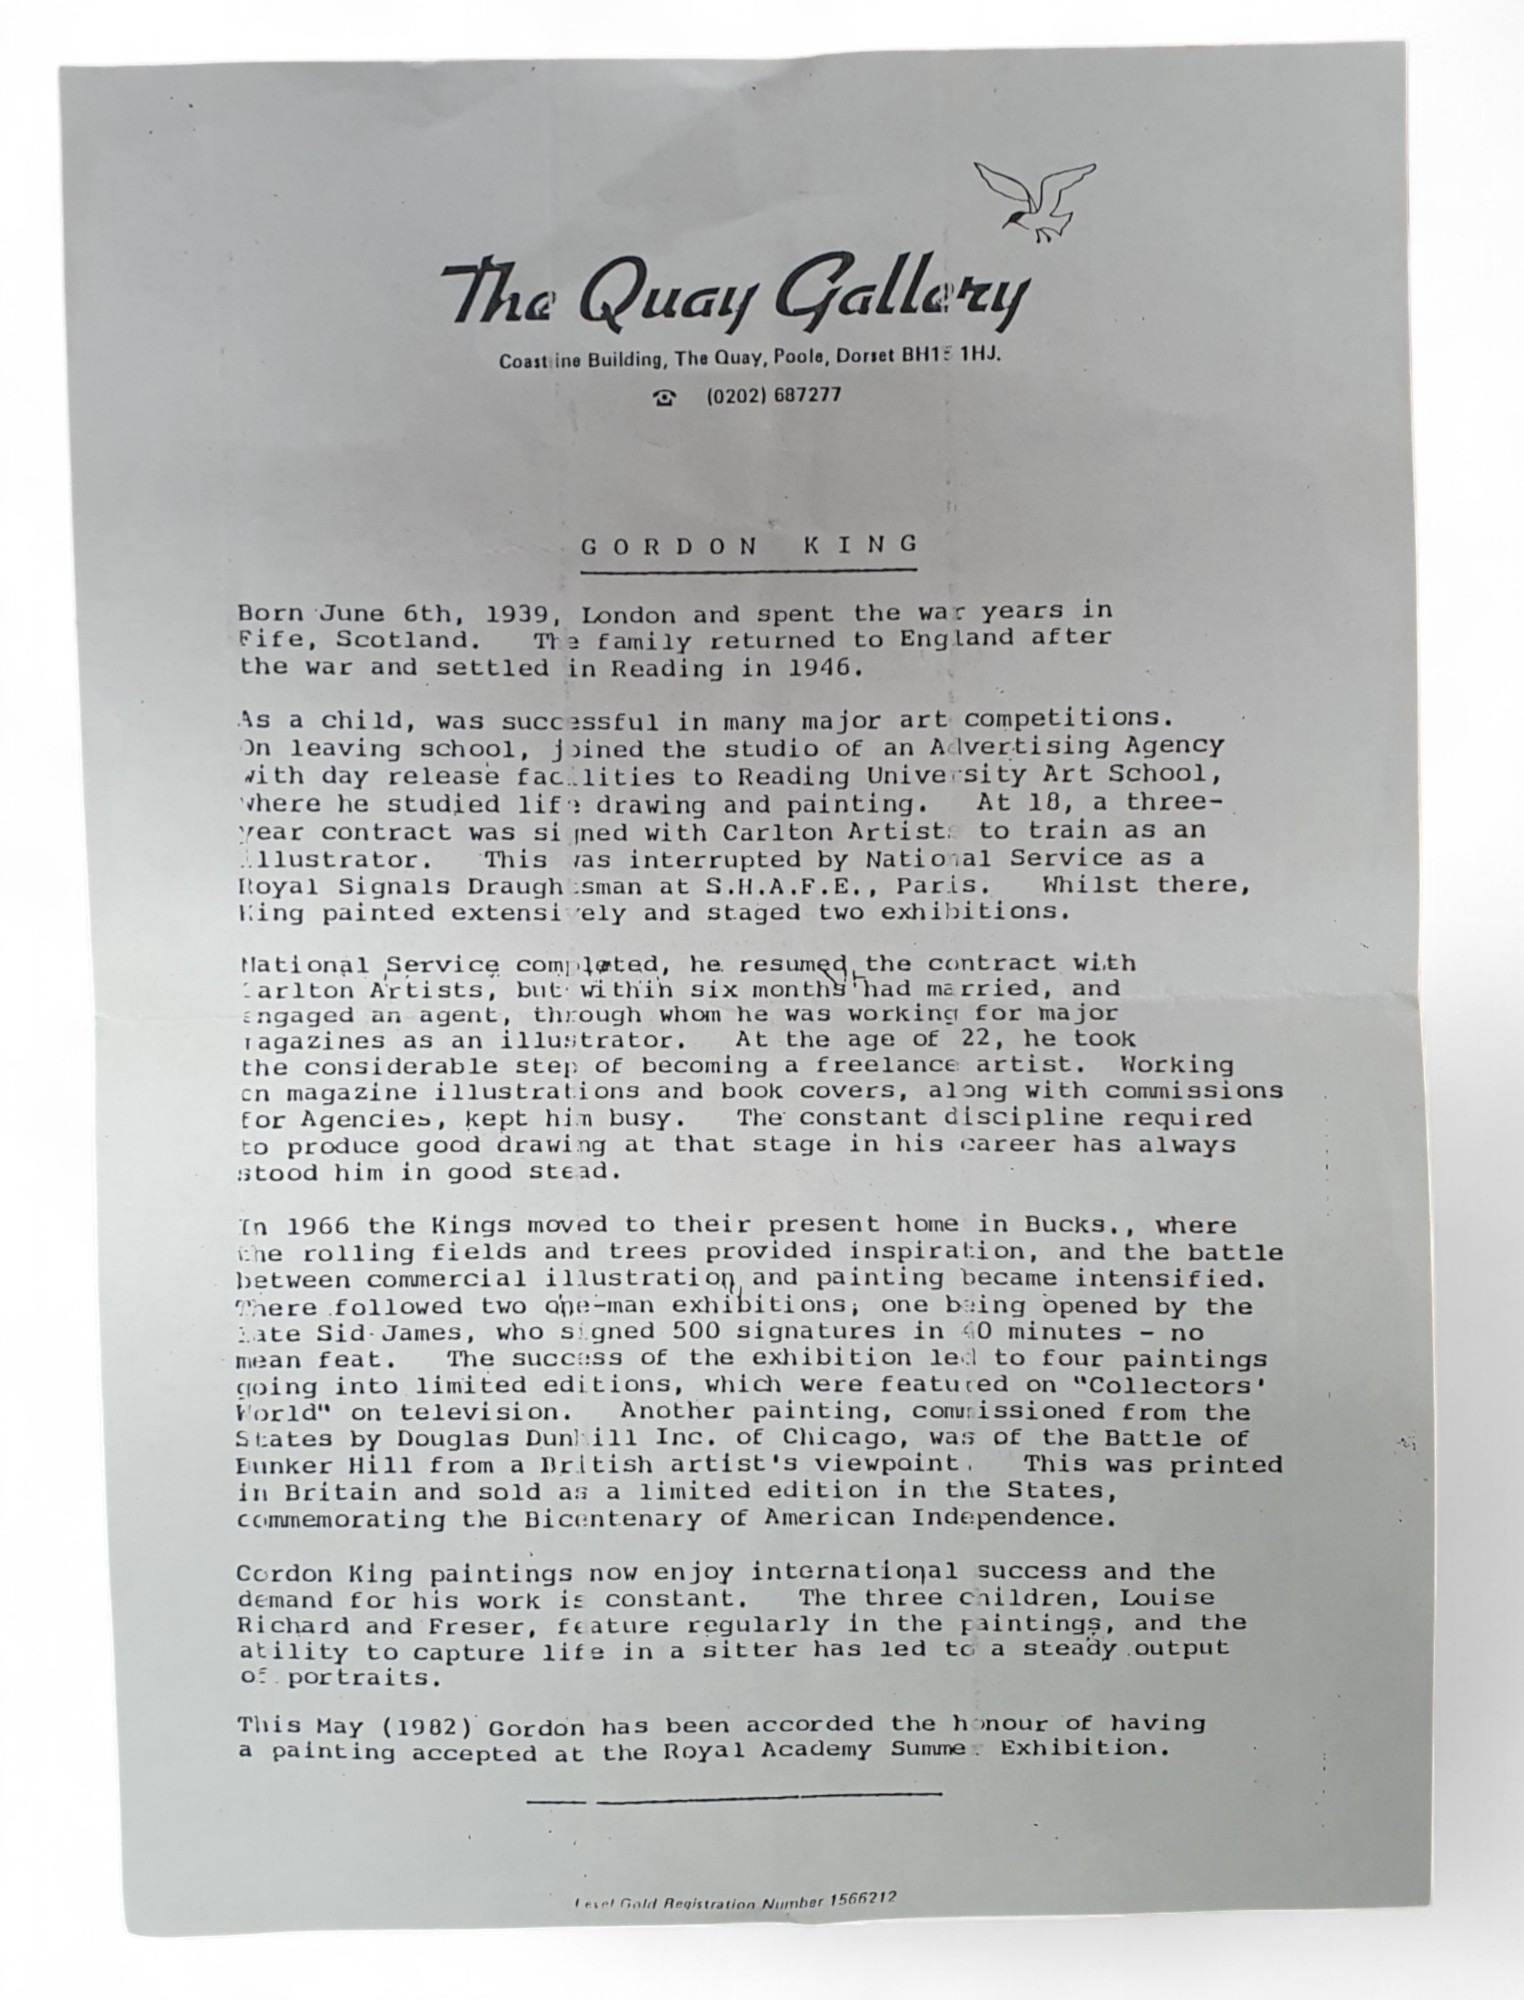 The Quay Gallery
Coastline Building, The Quay, Poole, Dorset BH15 1HJ.
☎ (0202) 687277
GORDON KING
Born June 6th, 1939, London and spent the war years in
Fife, Scotland. The family returned to England after
the war and settled in Reading in 1946.
As a child, was successful in many major art competitions.
On leaving school, joined the studio of an Advertising Agency
with day release facilities to Reading University Art School,
where he studied life drawing and painting. At 18, a three-
year contract was signed with Carlton Artists to train as an
illustrator. This was interrupted by National Service as a
Royal Signals Draughtsman at S.H.A.F.E., Paris. Whilst there,
King painted extensively and staged two exhibitions.
National Service completed, he resumed the contract with
Carlton Artists, but within six months had married, and
engaged an agent, through whom he was working for major
magazines as an illustrator. At the age of 22, he took
the considerable step of becoming a freelance artist. Working
on magazine illustrations and book covers, along with commissions
for Agencies, kept him busy. The constant discipline required
to produce good drawing at that stage in his career has always
stood him in good stead.
In 1966 the Kings moved to their present home in Bucks., where
the rolling fields and trees provided inspiration, and the battle
between commercial illustration and painting became intensified.
There followed two one-man exhibitions; one being opened by the
late Sid James, who signed 500 signatures in 40 minutes - no
mean feat. The success of the exhibition led to four paintings
going into limited editions, which were featured on "Collectors'
World" on television. Another painting, commissioned from the
States by Douglas Dunhill Inc. of Chicago, was of the Battle of
Bunker Hill from a British artist's viewpoint. This was printed
in Britain and sold as a limited edition in the States,
commemorating the Bicentenary of American Independence.
Gordon King paintings now enjoy international success and the
demand for his work is constant. The three children, Louise
Richard and Freser, feature regularly in the paintings, and the
ability to capture life in a sitter has led to a steady output
of portraits.
This May (1982) Gordon has been accorded the honour of having
a painting accepted at the Royal Academy Summer Exhibition.
Level Gold Registration Number 1566212